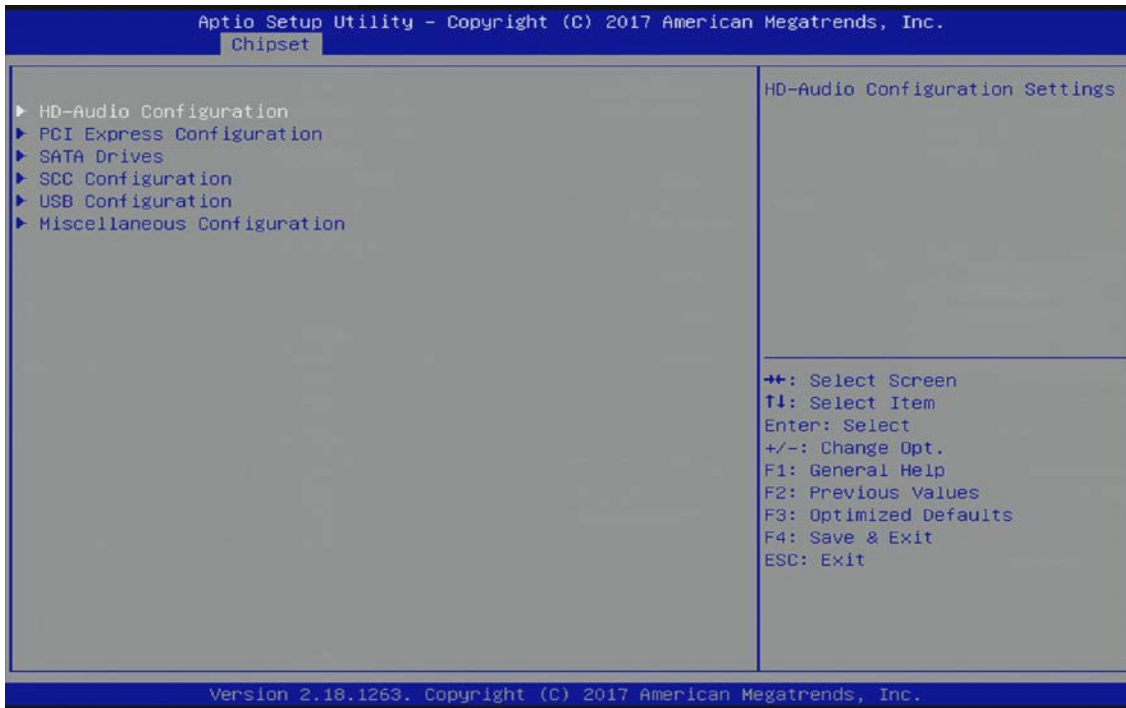 Aptio Setup Utility – Copyright (C) 2017 American Megatrends, Inc.
Chipset
▶ HD-Audio Configuration
▶ PCI Express Configuration
▶ SATA Drives
▶ SCC Configuration
▶ USB Configuration
▶ Miscellaneous Configuration
HD-Audio Configuration Settings
→←: Select Screen
↑↓: Select Item
Enter: Select
+/-: Change Opt.
F1: General Help
F2: Previous Values
F3: Optimized Defaults
F4: Save & Exit
ESC: Exit
Version 2.18.1263. Copyright (C) 2017 American Megatrends, Inc.